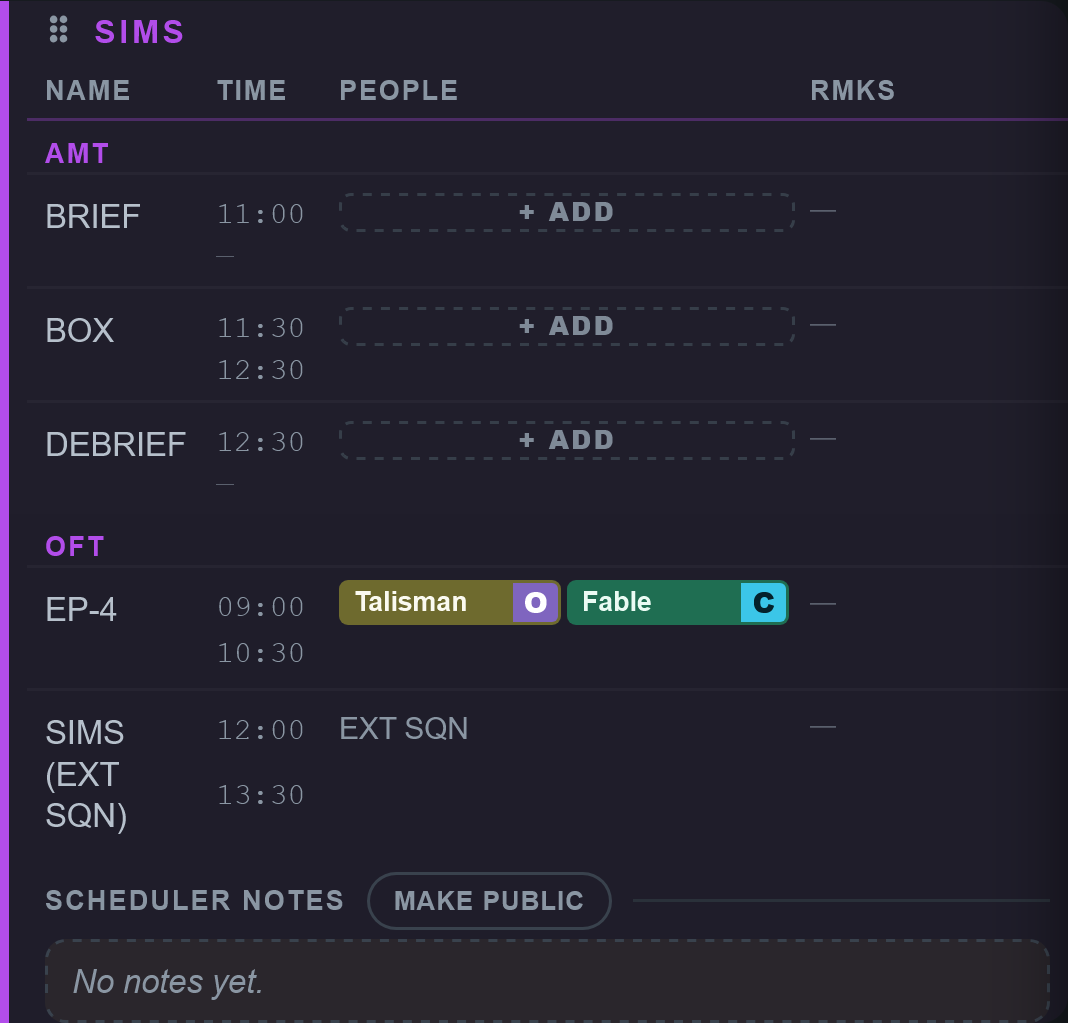 SIMS
NAME TIME PEOPLE RMKS
AMT
BRIEF 11:00 + ADD —
—
BOX 11:30 + ADD —
12:30
DEBRIEF 12:30 + ADD —
—
OFT
EP-4 09:00 Talisman O Fable C —
10:30
SIMS 12:00 EXT SQN —
(EXT
13:30
SQN)
SCHEDULER NOTES MAKE PUBLIC
No notes yet.